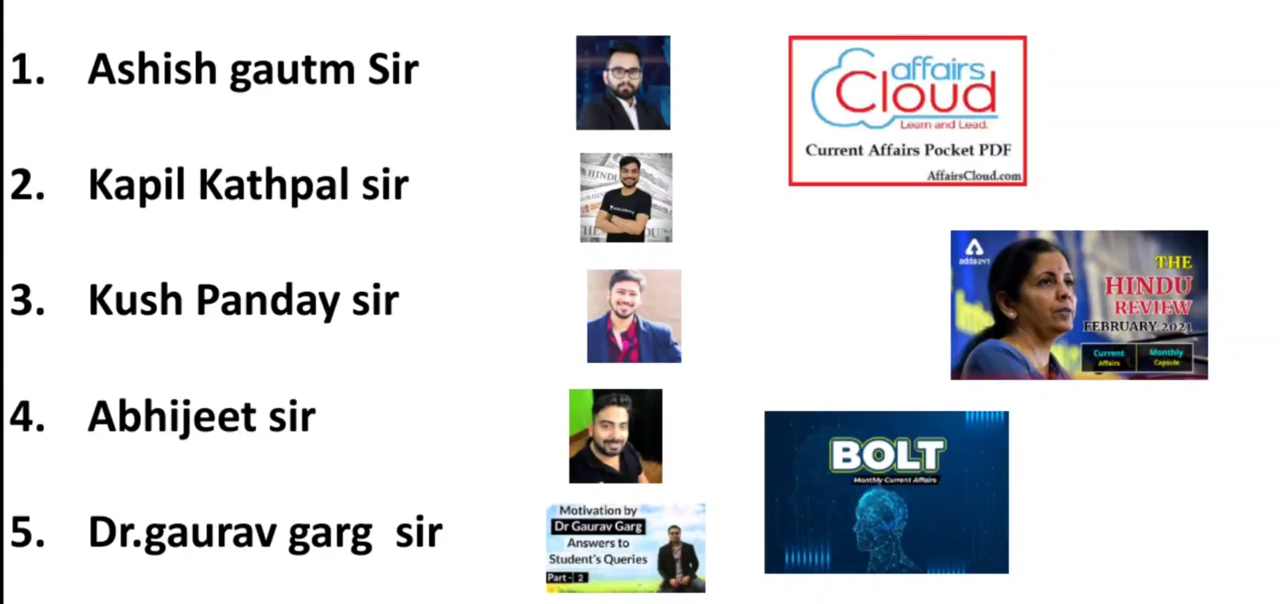 1. Ashish gautm Sir
2. Kapil Kathpal sir
3. Kush Panday sir
4. Abhijeet sir
5. Dr.gaurav garg sir
HINDU
Motivation by
Dr Gaurav Garg
Answers to
Student's Queries
Part - 2
affairs
Cloud
Learn and Lead.
Current Affairs Pocket PDF
AffairsCloud.com
adda247
THE
HINDU
REVIEW
FEBRUARY 2021
Current Affairs
Monthly Capsule
BOLT
Monthly Current Affairs